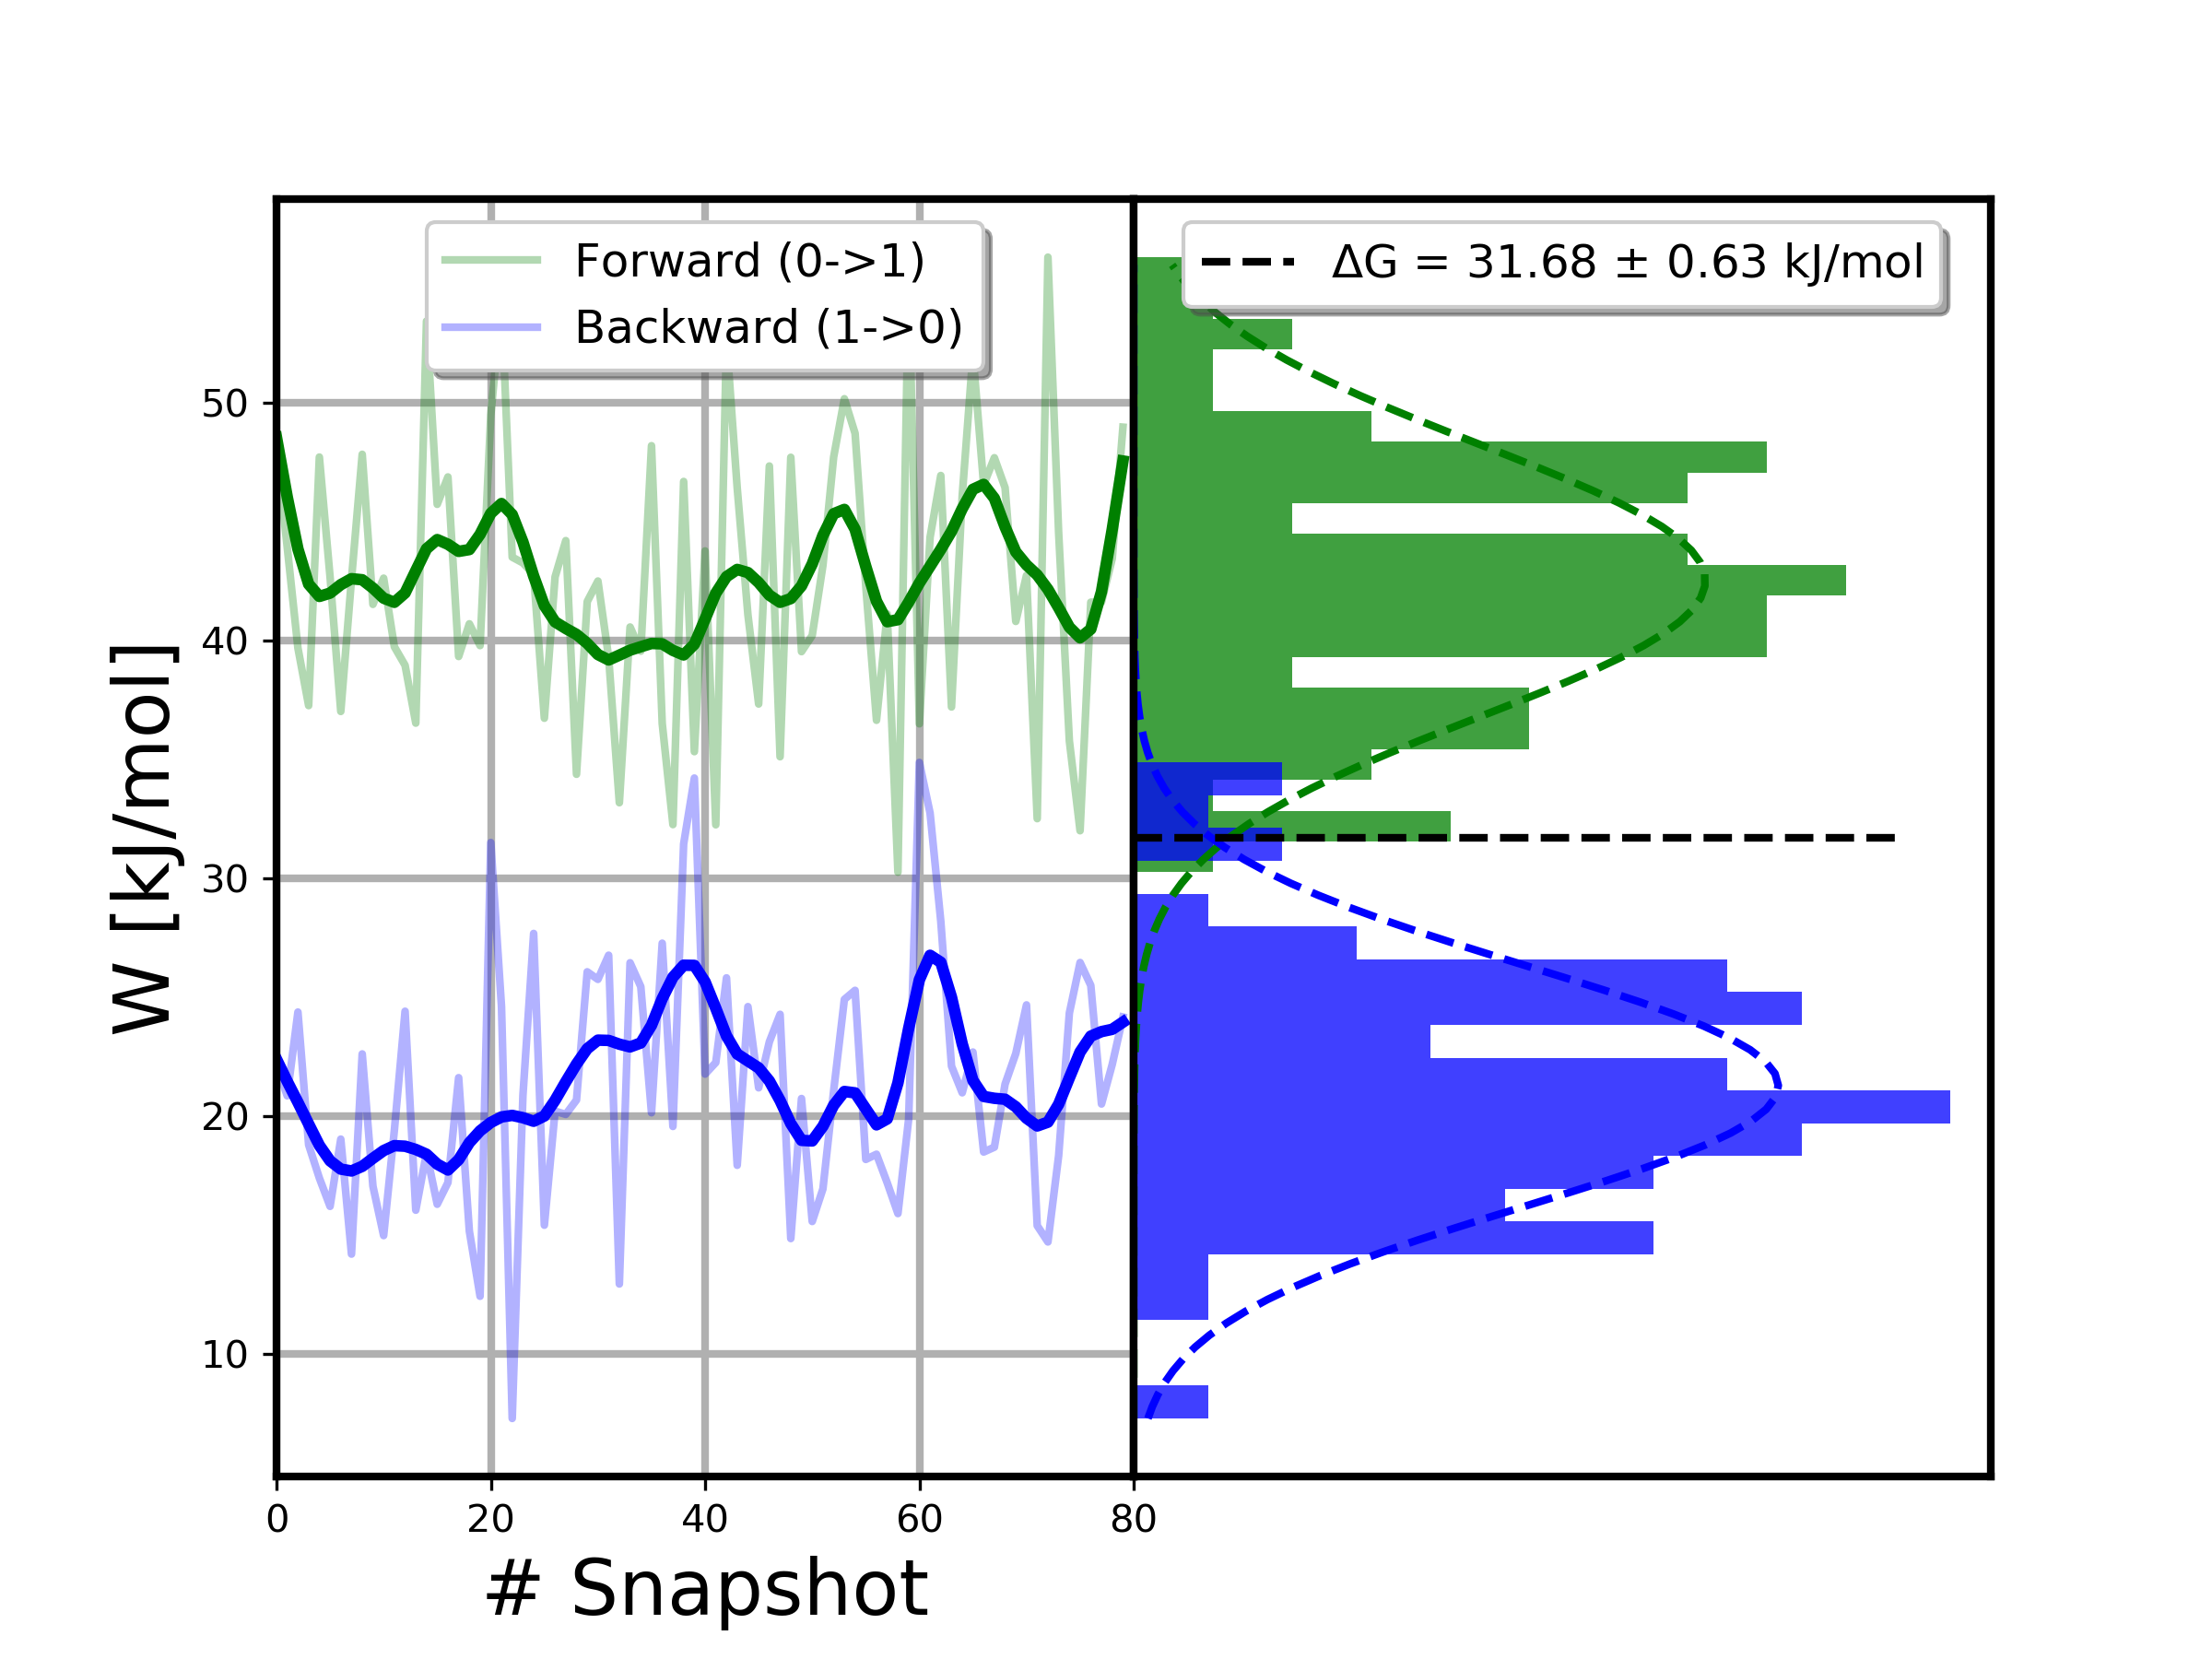 Forward (0->1)
Backward (1->0)
ΔG = 31.68 ± 0.63 kJ/mol
W [kJ/mol]
50
40
30
20
10
0
20
40
60
80
# Snapshot